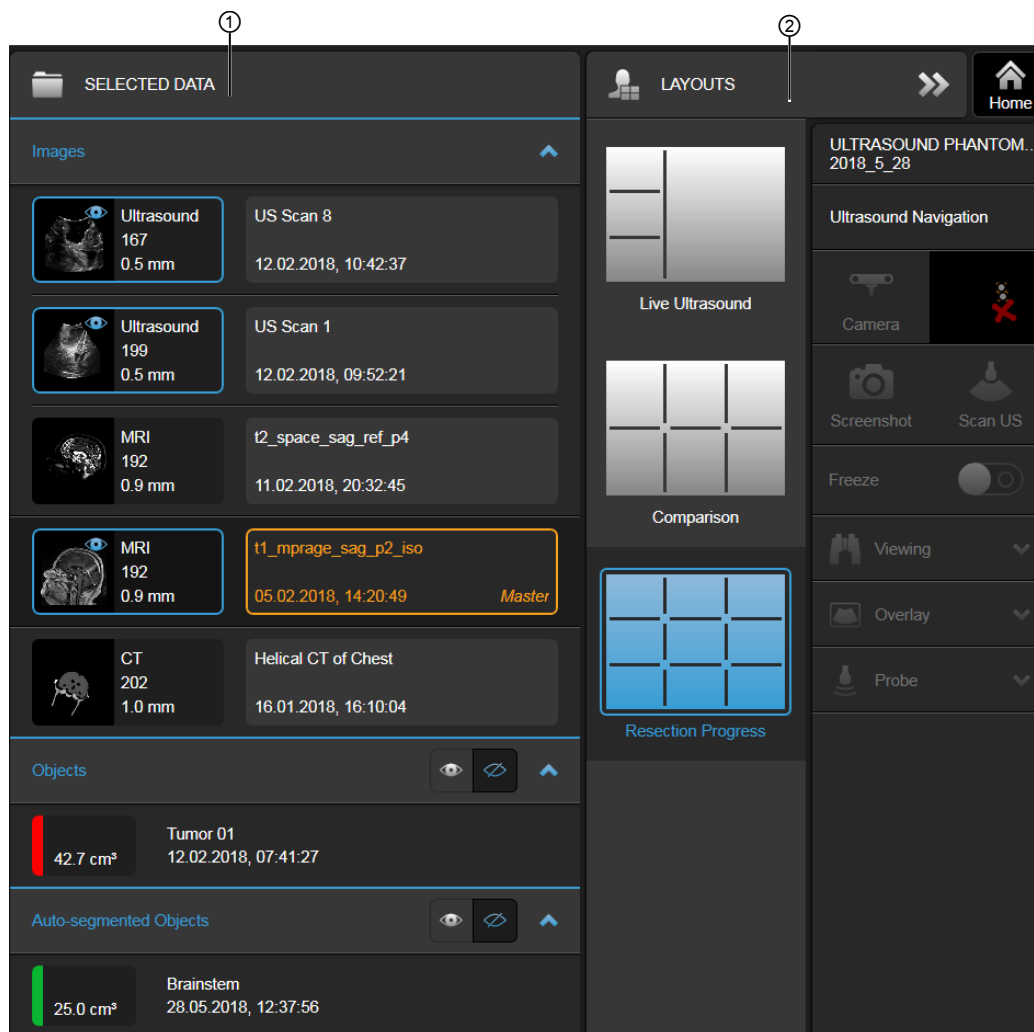 1
2
SELECTED DATA
LAYOUTS
Home
Images
Ultrasound
167
0.5 mm
US Scan 8
12.02.2018, 10:42:37
Ultrasound
199
0.5 mm
US Scan 1
12.02.2018, 09:52:21
MRI
192
0.9 mm
t2_space_sag_ref_p4
11.02.2018, 20:32:45
MRI
192
0.9 mm
t1_mprage_sag_p2_iso
05.02.2018, 14:20:49
Master
CT
202
1.0 mm
Helical CT of Chest
16.01.2018, 16:10:04
Objects
42.7 cm³
Tumor 01
12.02.2018, 07:41:27
Auto-segmented Objects
25.0 cm³
Brainstem
28.05.2018, 12:37:56
Live Ultrasound
Comparison
Resection Progress
ULTRASOUND PHANTOM...
2018_5_28
Ultrasound Navigation
Camera
Screenshot
Scan US
Freeze
Viewing
Overlay
Probe